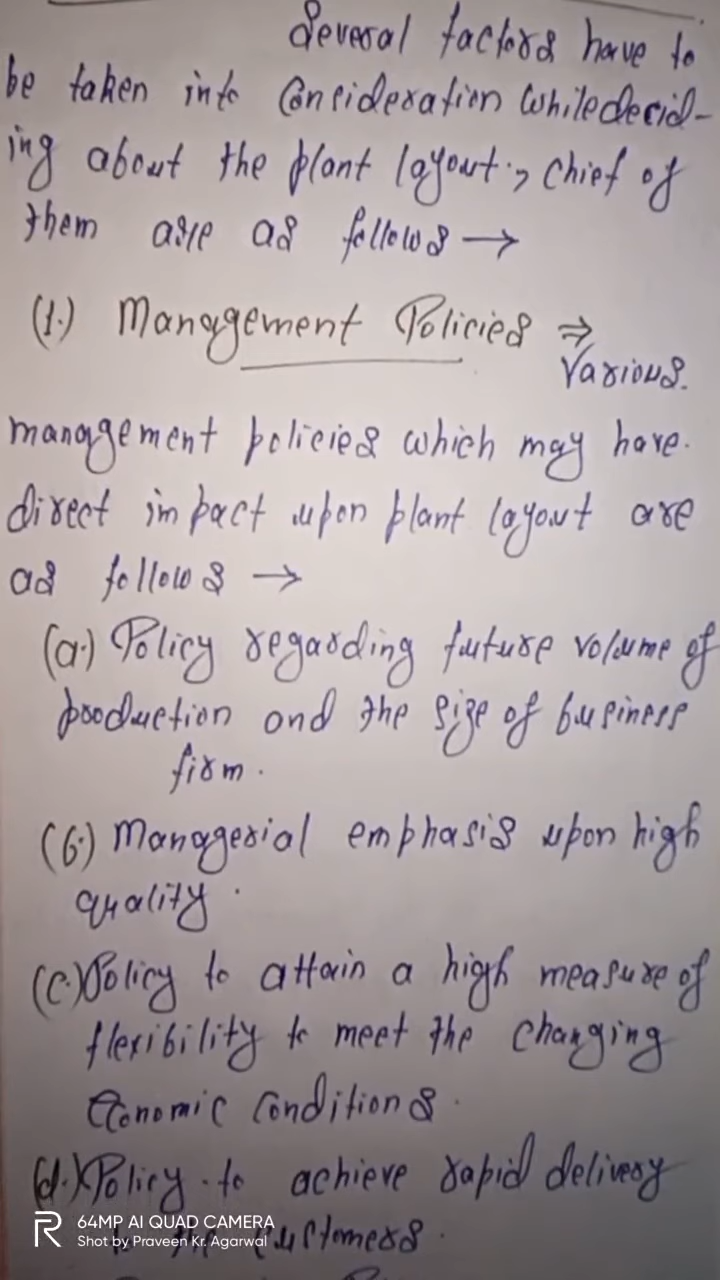 Several factors have to
be taken into Consideration while decid-
ing about the plant layout., Chief of
them are as follows →
(1.) Management Policies ⇒
Various.
management policies which may have.
direct impact upon plant layout are
as follows →
(a.) Policy regarding future volume of
production and the size of business
firm.
(b.) Managerial emphasis upon high
quality.
(c.) Policy to attain a high measure of
flexibility to meet the Changing
Economic Conditions.
(d.) Policy to achieve rapid delivery
to the Customers.
64MP AI QUAD CAMERA
Shot by Praveen Kr. Agarwal